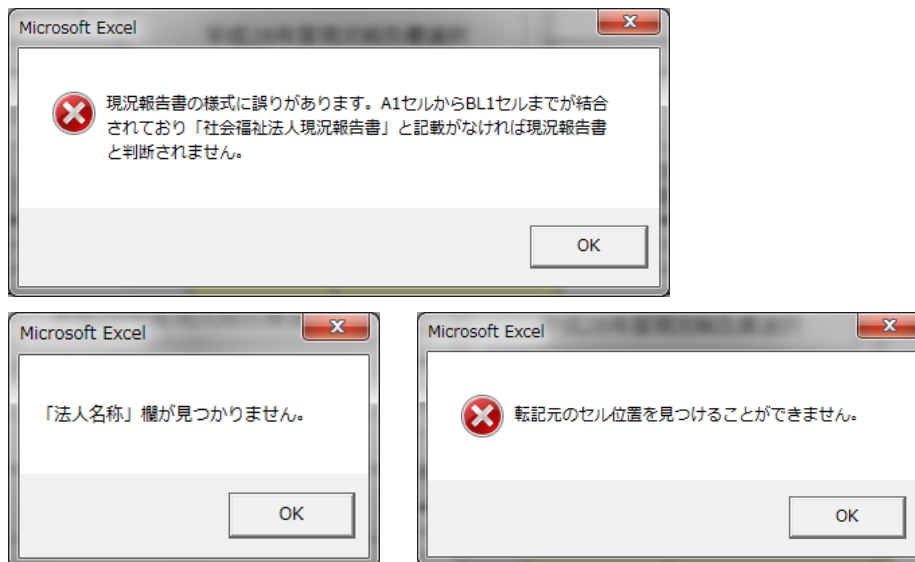 Microsoft Excel
現況報告書の様式に誤りがあります。A1セルからBL1セルまでが結合
されており「社会福祉法人現況報告書」と記載がなければ現況報告書
と判断されません。
OK
Microsoft Excel
「法人名称」欄が見つかりません。
OK
Microsoft Excel
転記元のセル位置を見つけることができません。
OK